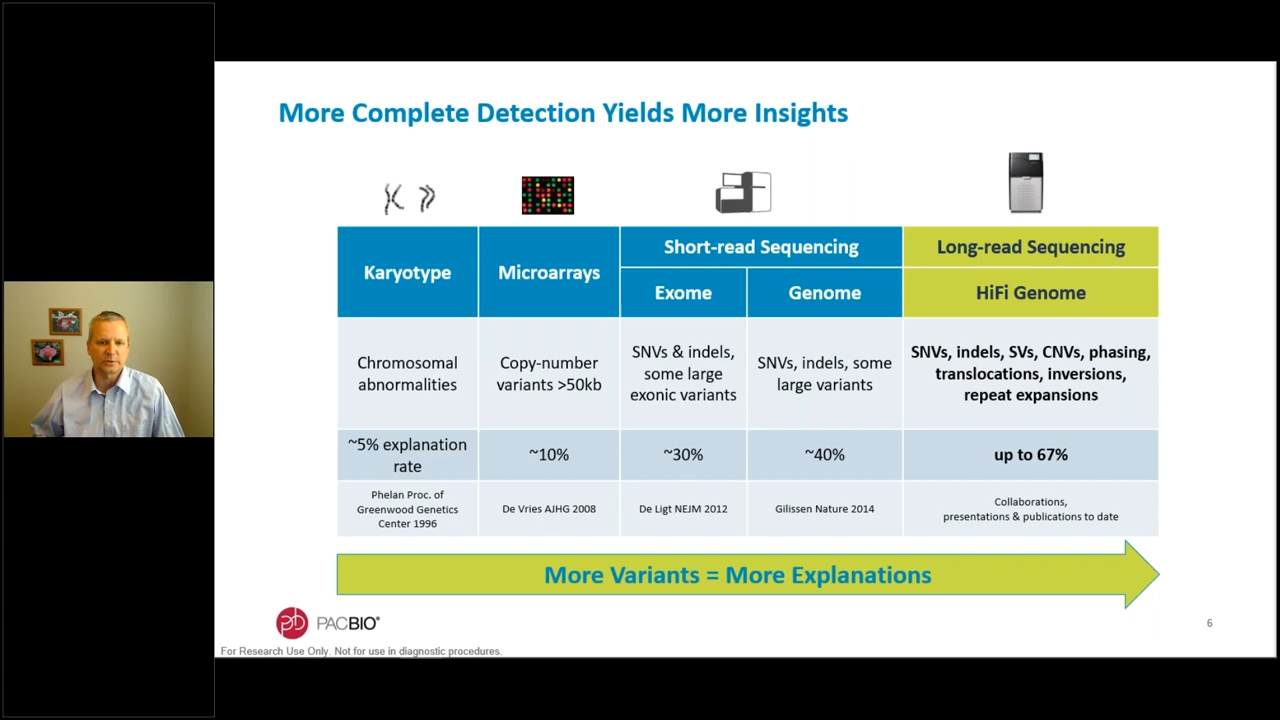 More Complete Detection Yields More Insights
Karyotype
Microarrays
Short-read Sequencing
Long-read Sequencing
Exome
Genome
HiFi Genome
Chromosomal
abnormalities
Copy-number
variants >50kb
SNVs & indels,
some large
exonic variants
SNVs, indels, some
large variants
SNVs, indels, SVs, CNVs, phasing,
translocations, inversions,
repeat expansions
~5% explanation
rate
~10%
~30%
~40%
up to 67%
Phelan Proc. of
Greenwood Genetics
Center 1996
De Vries AJHG 2008
De Ligt NEJM 2012
Gilissen Nature 2014
Collaborations,
presentations & publications to date
More Variants = More Explanations
PACBIO®
6
For Research Use Only. Not for use in diagnostic procedures.